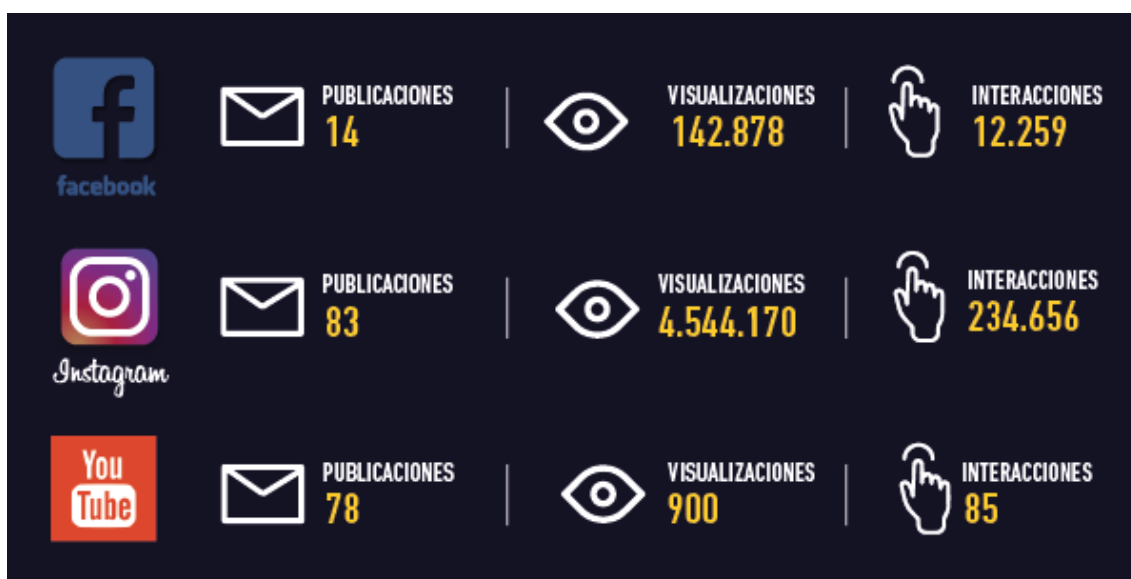 f
PUBLICACIONES
14
VISUALIZACIONES
142.878
INTERACCIONES
12.259
facebook
PUBLICACIONES
83
VISUALIZACIONES
4.544.170
INTERACCIONES
234.656
Instagram
You
Tube
PUBLICACIONES
78
VISUALIZACIONES
900
INTERACCIONES
85